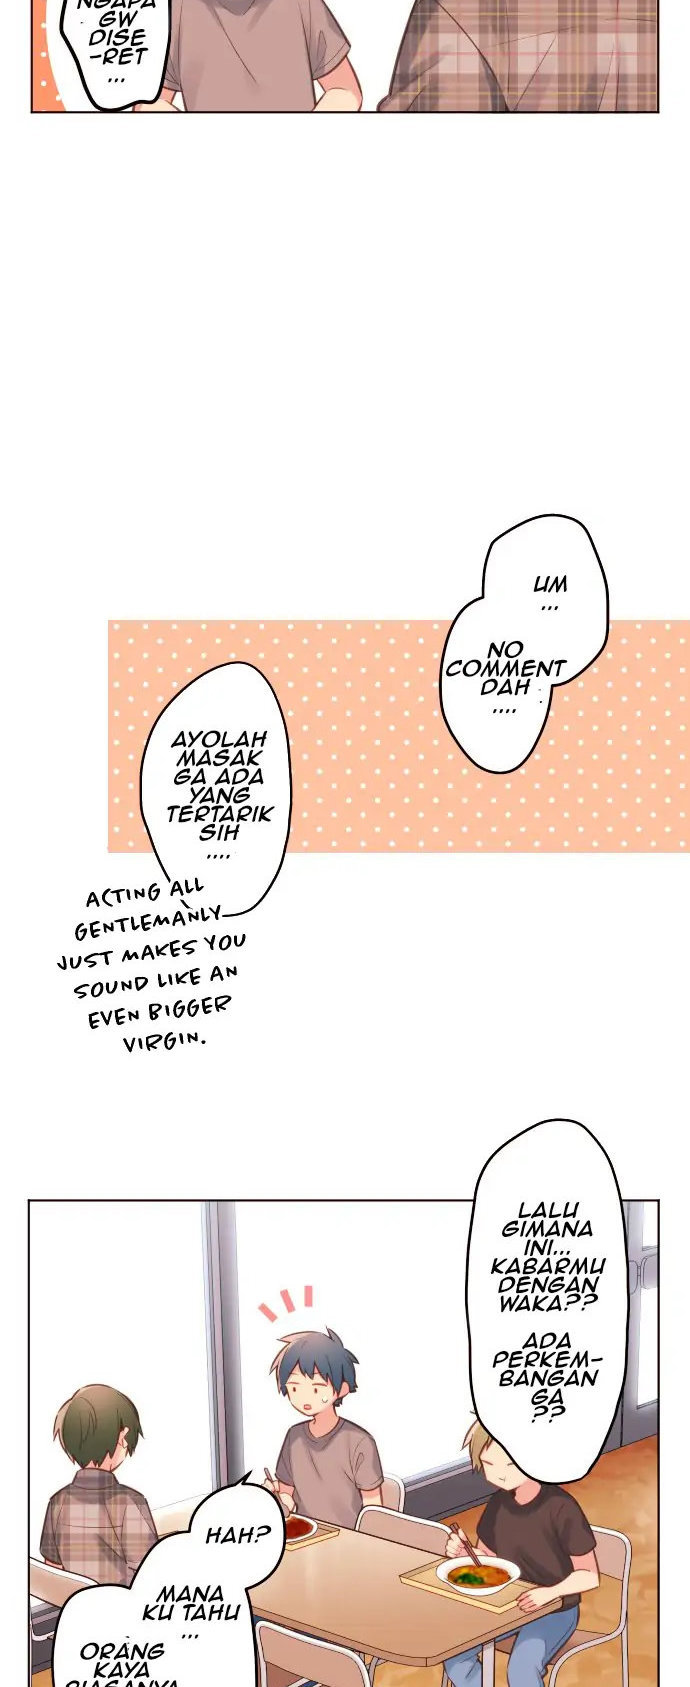 NGAPA
GW
DISE
-RET
...
UM
...
NO
COMMENT
DAH
....
AYOLAH
MASAK
GA ADA
YANG
TERTARIK
SIH
....
ACTING ALL
GENTLEMANLY
JUST MAKES YOU
SOUND LIKE AN
EVEN BIGGER
VIRGIN.
LALU
GIMANA
INI...
KABARMU
DENGAN
WAKA??
ADA
PERKEM-
BANGAN
GA
??
HAH?
MANA
KU TAHU
...
ORANG
KAYA
BIASANYA